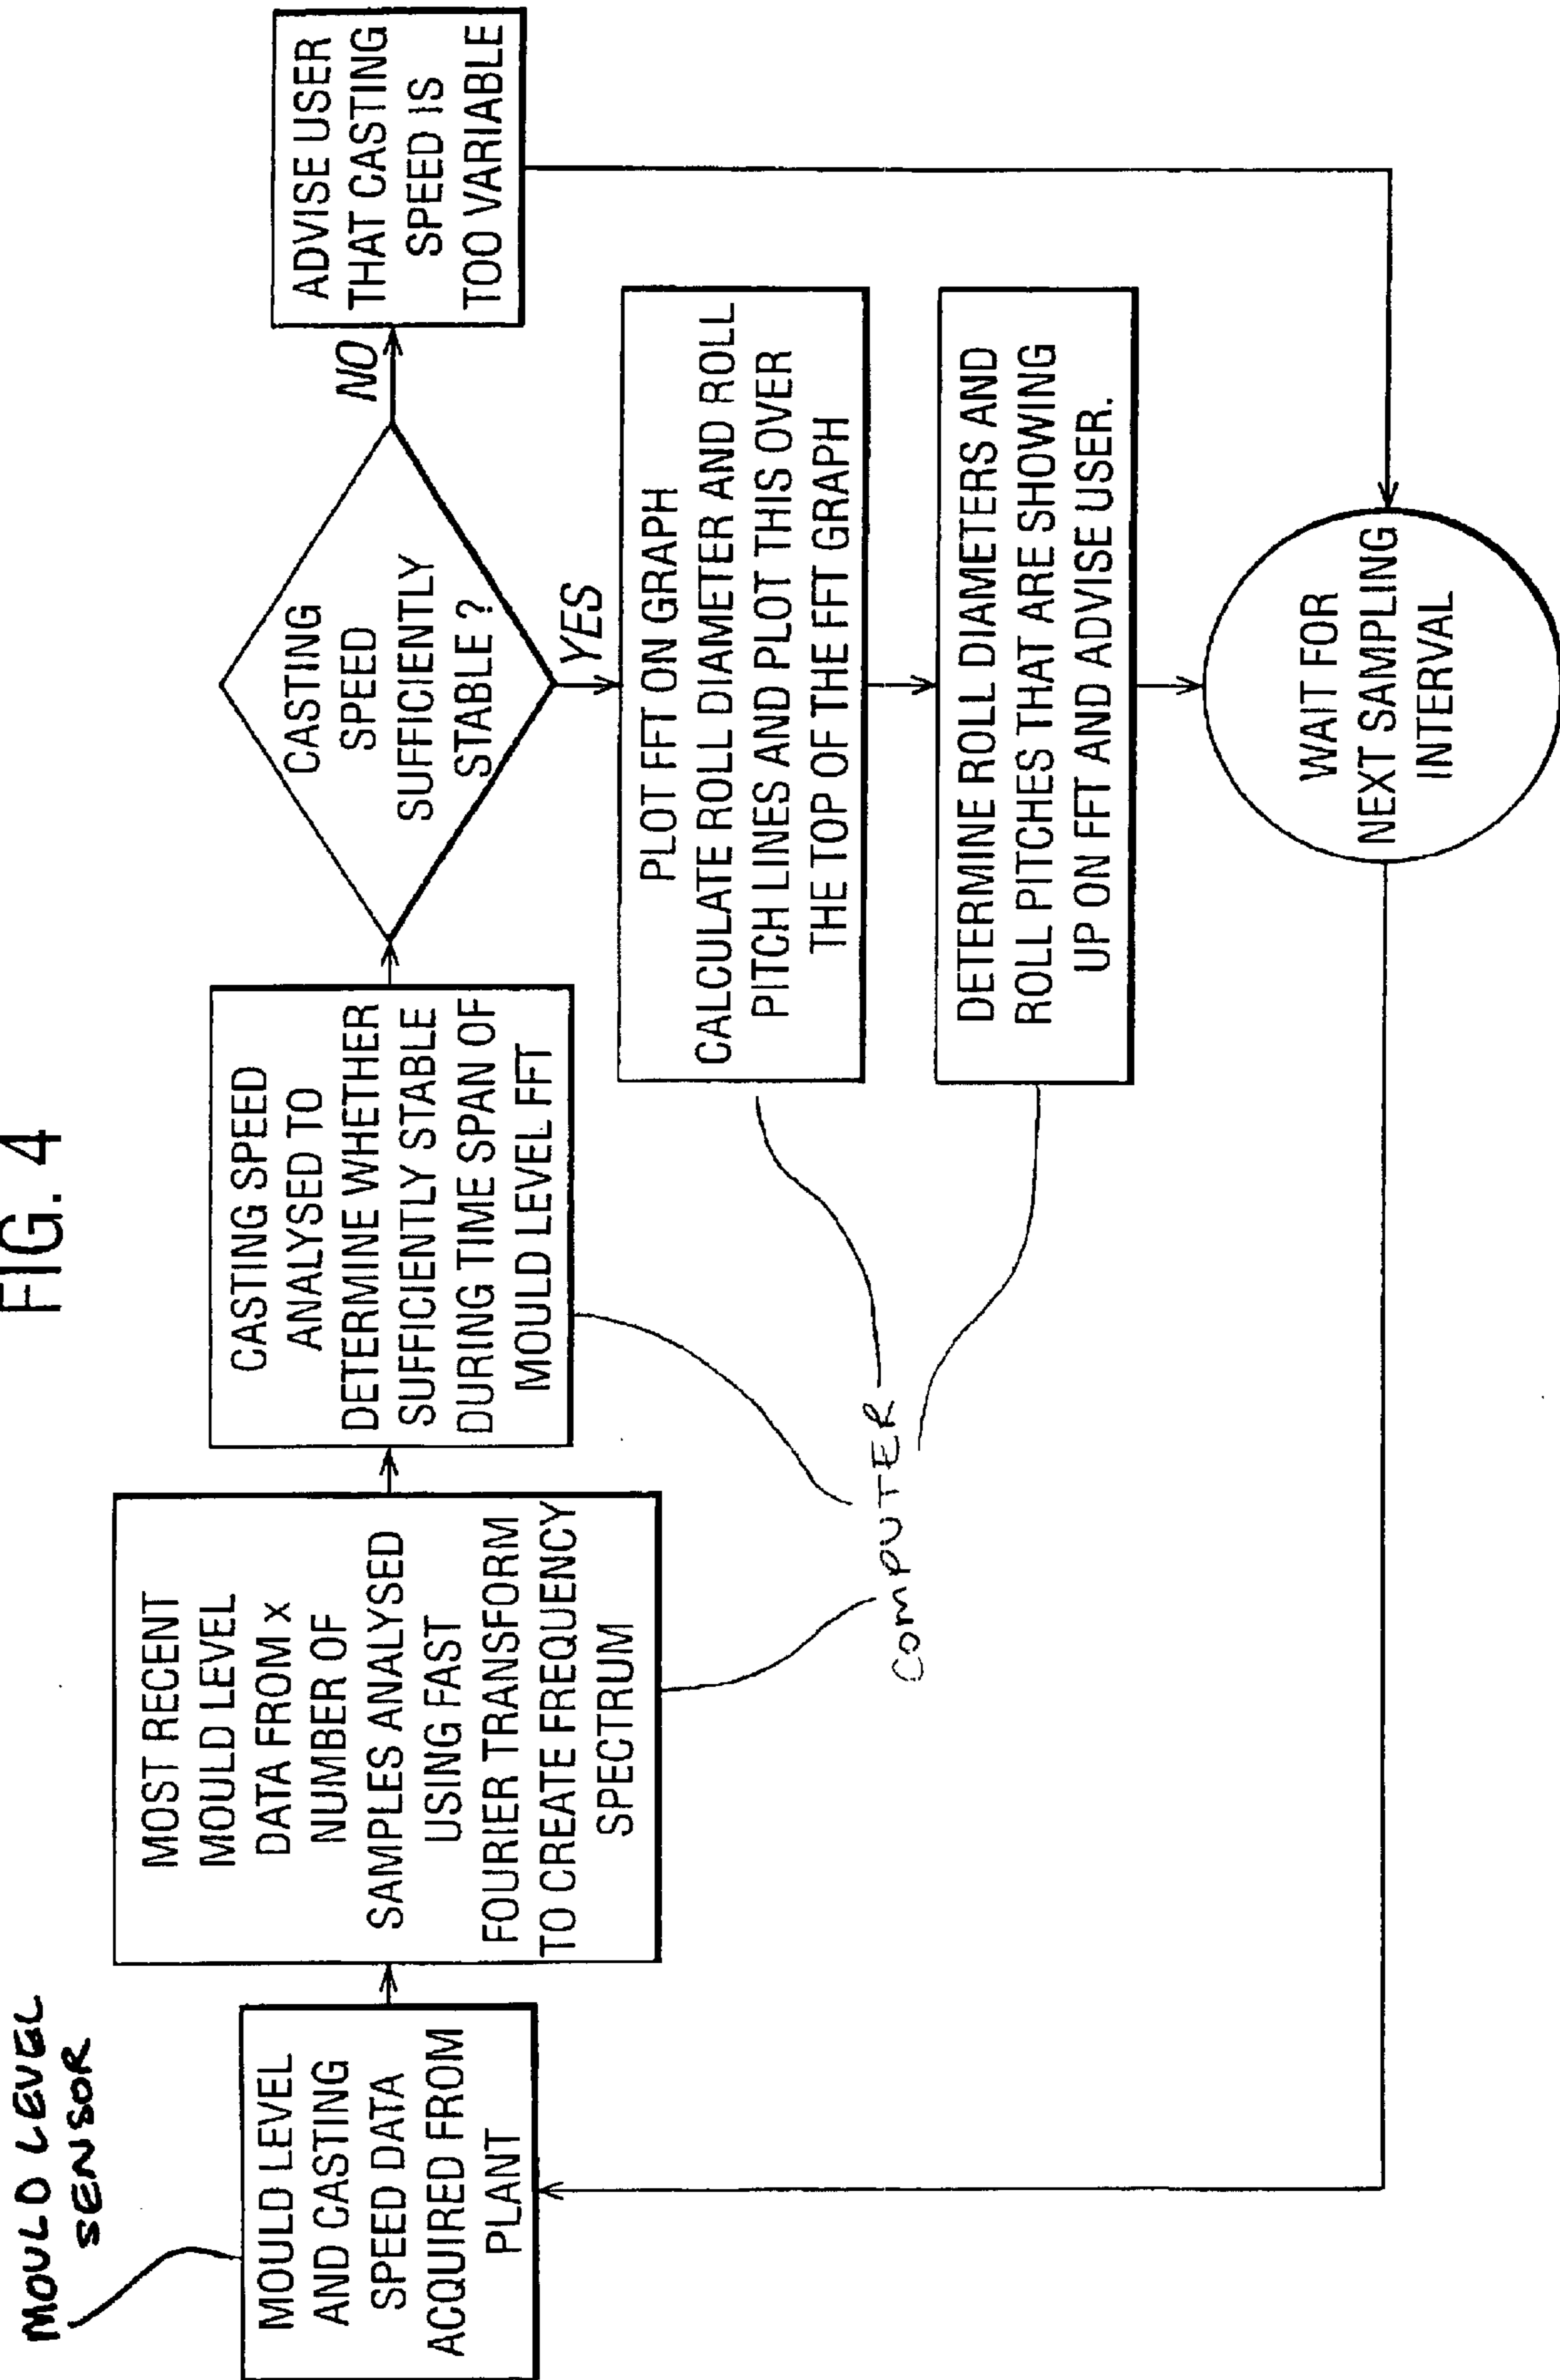 FIG. 4
MOULD LEVEL
SENSOR
MOULD LEVEL
AND CASTING
SPEED DATA
ACQUIRED FROM
PLANT
MOST RECENT
MOULD LEVEL
DATA FROM x
NUMBER OF
SAMPLES ANALYSED
USING FAST
FOURIER TRANSFORM
TO CREATE FREQUENCY
SPECTRUM
CASTING SPEED
ANALYSED TO
DETERMINE WHETHER
SUFFICIENTLY STABLE
DURING TIME SPAN OF
MOULD LEVEL FFT
CASTING
SPEED
SUFFICIENTLY
STABLE ?
NO
ADVISE USER
THAT CASTING
SPEED IS
TOO VARIABLE
YES
PLOT FFT ON GRAPH
CALCULATE ROLL DIAMETER AND ROLL
PITCH LINES AND PLOT THIS OVER
THE TOP OF THE FFT GRAPH
DETERMINE ROLL DIAMETERS AND
ROLL PITCHES THAT ARE SHOWING
UP ON FFT AND ADVISE USER.
COMPUTER
WAIT FOR
NEXT SAMPLING
INTERVAL